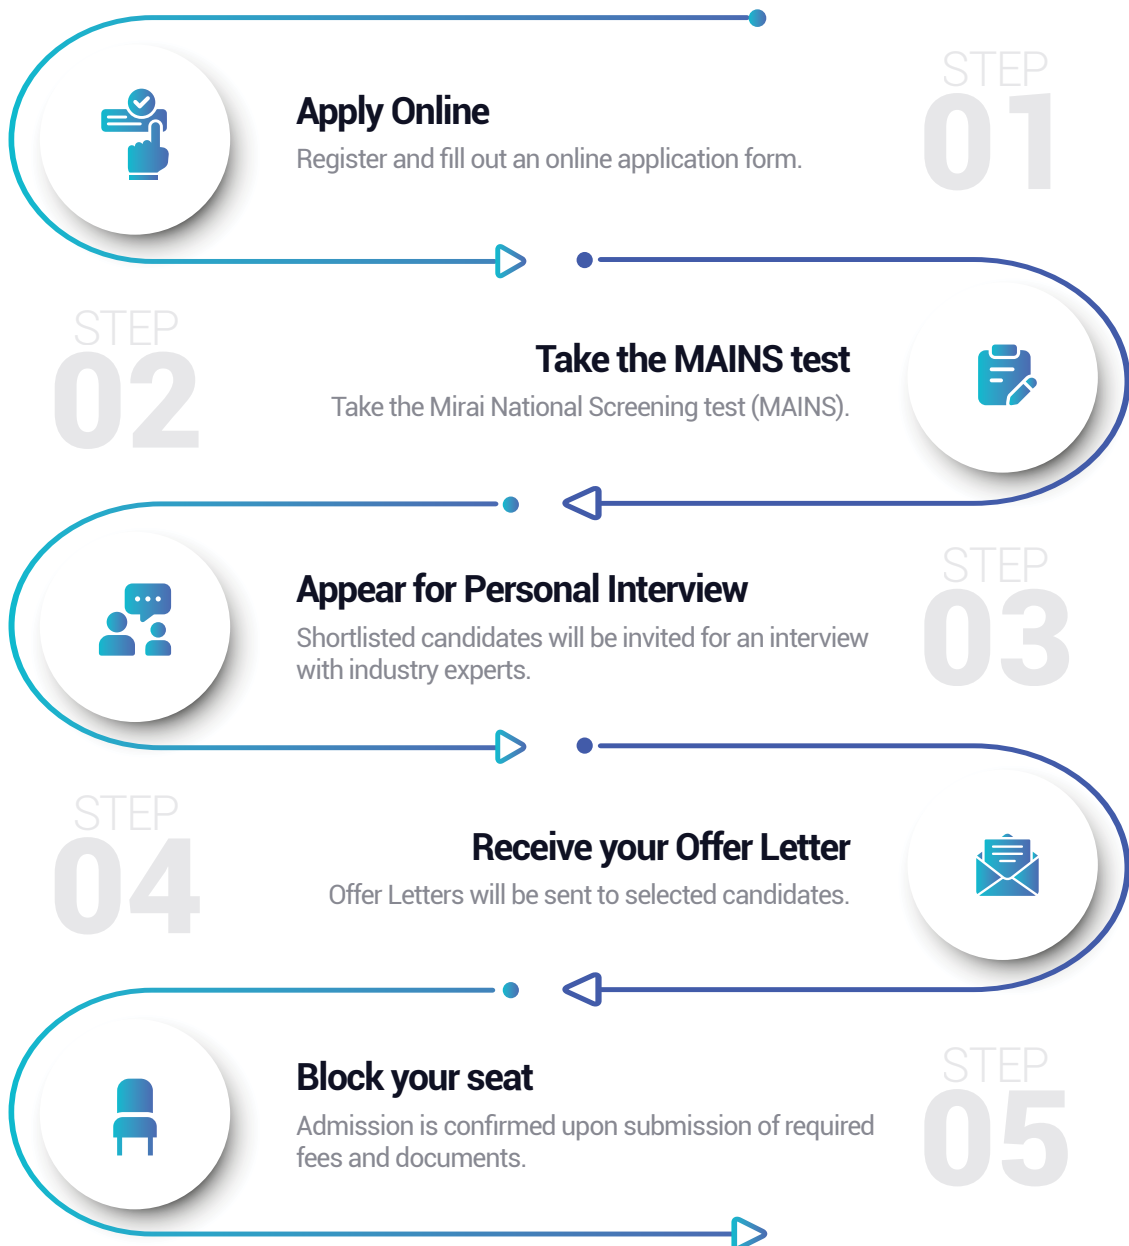 STEP
01
Apply Online
Register and fill out an online application form.
STEP
02
Take the MAINS test
Take the Mirai National Screening test (MAINS).
STEP
03
Appear for Personal Interview
Shortlisted candidates will be invited for an interview
with industry experts.
STEP
04
Receive your Offer Letter
Offer Letters will be sent to selected candidates.
STEP
05
Block your seat
Admission is confirmed upon submission of required
fees and documents.